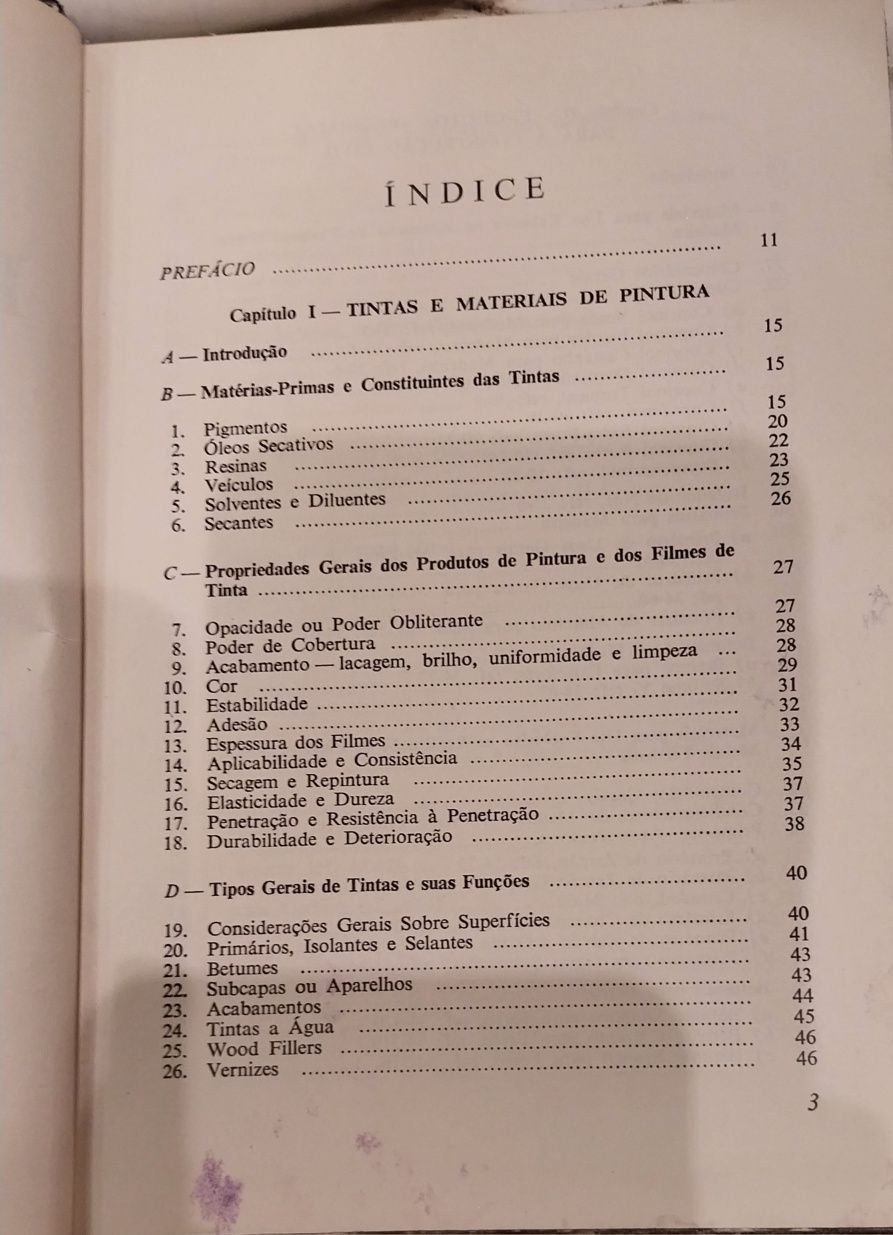 ÍNDICE
PREFÁCIO ........ 11
Capítulo I — TINTAS E MATERIAIS DE PINTURA
A — Introdução ........ 15
B — Matérias-Primas e Constituintes das Tintas ........ 15
1. Pigmentos ........ 15
2. Óleos Secativos ........ 20
3. Resinas ........ 22
4. Veículos ........ 23
5. Solventes e Diluentes ........ 25
6. Secantes ........ 26
C — Propriedades Gerais dos Produtos de Pintura e dos Filmes de
Tinta ........ 27
7. Opacidade ou Poder Obliterante ........ 27
8. Poder de Cobertura ........ 28
9. Acabamento — lacagem, brilho, uniformidade e limpeza ... 28
10. Cor ........ 29
11. Estabilidade ........ 31
12. Adesão ........ 32
13. Espessura dos Filmes ........ 33
14. Aplicabilidade e Consistência ........ 34
15. Secagem e Repintura ........ 35
16. Elasticidade e Dureza ........ 37
17. Penetração e Resistência à Penetração ........ 37
18. Durabilidade e Deterioração ........ 38
D — Tipos Gerais de Tintas e suas Funções ........ 40
19. Considerações Gerais Sobre Superfícies ........ 40
20. Primários, Isolantes e Selantes ........ 41
21. Betumes ........ 43
22. Subcapas ou Aparelhos ........ 43
23. Acabamentos ........ 44
24. Tintas a Água ........ 45
25. Wood Fillers ........ 46
26. Vernizes ........ 46
3